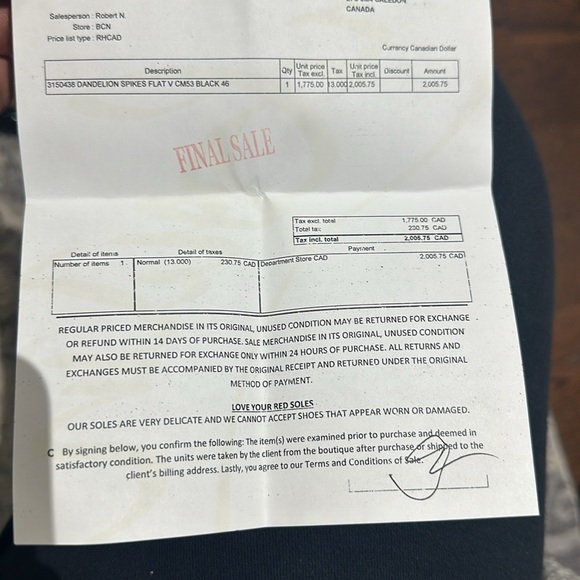 CANADA
Salesperson : Robert N.
Store : BCN
Price list type : RHCAD
Currency Canadian Dollar
Description Qty Unit price Tax excl. Tax Unit price Tax incl. Discount Amount
3150438 DANDELION SPIKES FLAT V CM53 BLACK 46 1 1,775.00 13.000 2,005.75 2,005.75
FINAL SALE
Tax excl. total 1,775.00 CAD
Total tax 230.75 CAD
Tax incl. total 2,005.75 CAD
Detail of items Detail of taxes Payment
Number of items 1 Normal (13.000) 230.75 CAD Department Store CAD 2,005.75 CAD
REGULAR PRICED MERCHANDISE IN ITS ORIGINAL, UNUSED CONDITION MAY BE RETURNED FOR EXCHANGE
OR REFUND WITHIN 14 DAYS OF PURCHASE. SALE MERCHANDISE IN ITS ORIGINAL, UNUSED CONDITION
MAY ALSO BE RETURNED FOR EXCHANGE ONLY WITHIN 24 HOURS OF PURCHASE. ALL RETURNS AND
EXCHANGES MUST BE ACCOMPANIED BY THE ORIGINAL RECEIPT AND RETURNED UNDER THE ORIGINAL
METHOD OF PAYMENT.
LOVE YOUR RED SOLES
OUR SOLES ARE VERY DELICATE AND WE CANNOT ACCEPT SHOES THAT APPEAR WORN OR DAMAGED.
C By signing below, you confirm the following: The item(s) were examined prior to purchase and deemed in
satisfactory condition. The units were taken by the client from the boutique after purchase or shipped to the
client's billing address. Lastly, you agree to our Terms and Conditions of Sale.